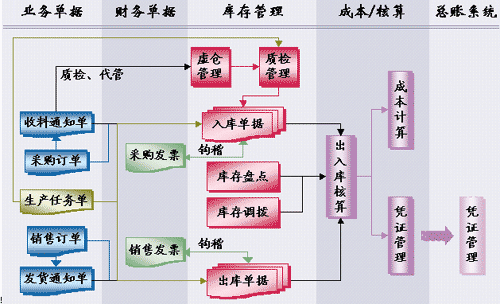 业务单据 财务单据 库存管理 成本/核算 总账系统
虚仓管理
质检管理
质检、代管
收料通知单
入库单据
成本计算
采购订单
采购发票
钩稽
出入库核算
库存盘点
生产任务单
库存调拨
凭证管理
凭证管理
销售订单
销售发票
钩稽
发货通知单
出库单据